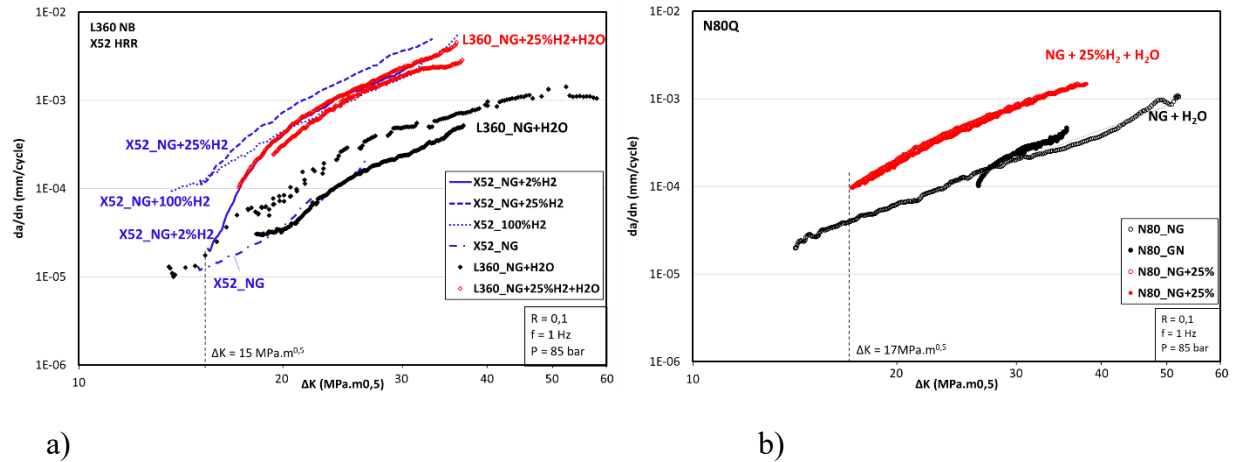 L360 NB
X52 HRR
1E-02
1E-03
1E-04
1E-05
1E-06
da/dn (mm/cycle)
L360_NG+25%H2+H2O
L360_NG+H2O
X52_NG+25%H2
X52_NG+100%H2
X52_NG+2%H2
X52_NG
X52_NG+2%H2
X52_NG+25%H2
X52_100%H2
X52_NG
L360_NG+H2O
L360_NG+25%H2+H2O
R = 0,1
f = 1 Hz
P = 85 bar
ΔK = 15 MPa.m0,5
10
20
30
40
50
60
ΔK (MPa.m0,5)
a)
N80Q
1E-02
1E-03
1E-04
1E-05
1E-06
da/dn (mm/cycle)
NG + 25%H2 + H2O
NG + H2O
N80_NG
N80_GN
N80_NG+25%
N80_NG+25%
R = 0,1
f = 1 Hz
P = 85 bar
ΔK = 17MPa.m0,5
10
20
30
40
50
60
ΔK (MPa.m0,5)
b)